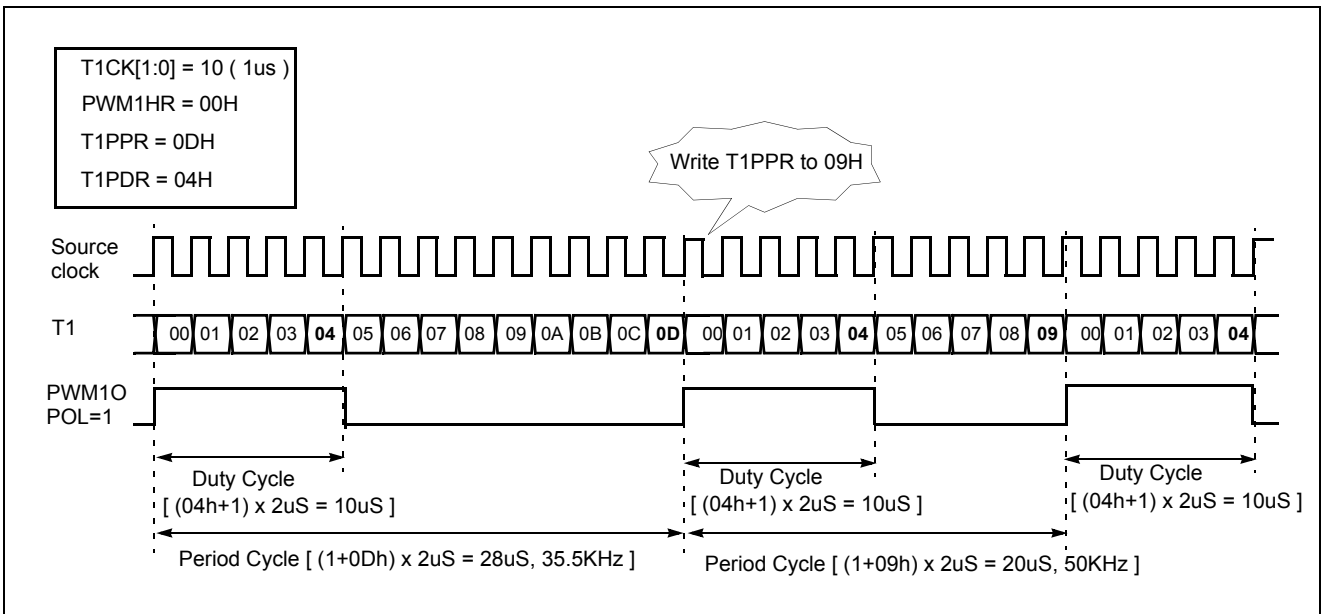 T1CK[1:0] = 10 ( 1us )
PWM1HR = 00H
T1PPR = 0DH
T1PDR = 04H
Write T1PPR to 09H
Source
clock
T1
00 01 02 03 04 05 06 07 08 09 0A 0B 0C 0D 00 01 02 03 04 05 06 07 08 09 00 01 02 03 04
PWM1O
POL=1
Duty Cycle
[ (04h+1) x 2uS = 10uS ]
Duty Cycle
[ (04h+1) x 2uS = 10uS ]
Duty Cycle
[ (04h+1) x 2uS = 10uS ]
Period Cycle [ (1+0Dh) x 2uS = 28uS, 35.5KHz ]
Period Cycle [ (1+09h) x 2uS = 20uS, 50KHz ]